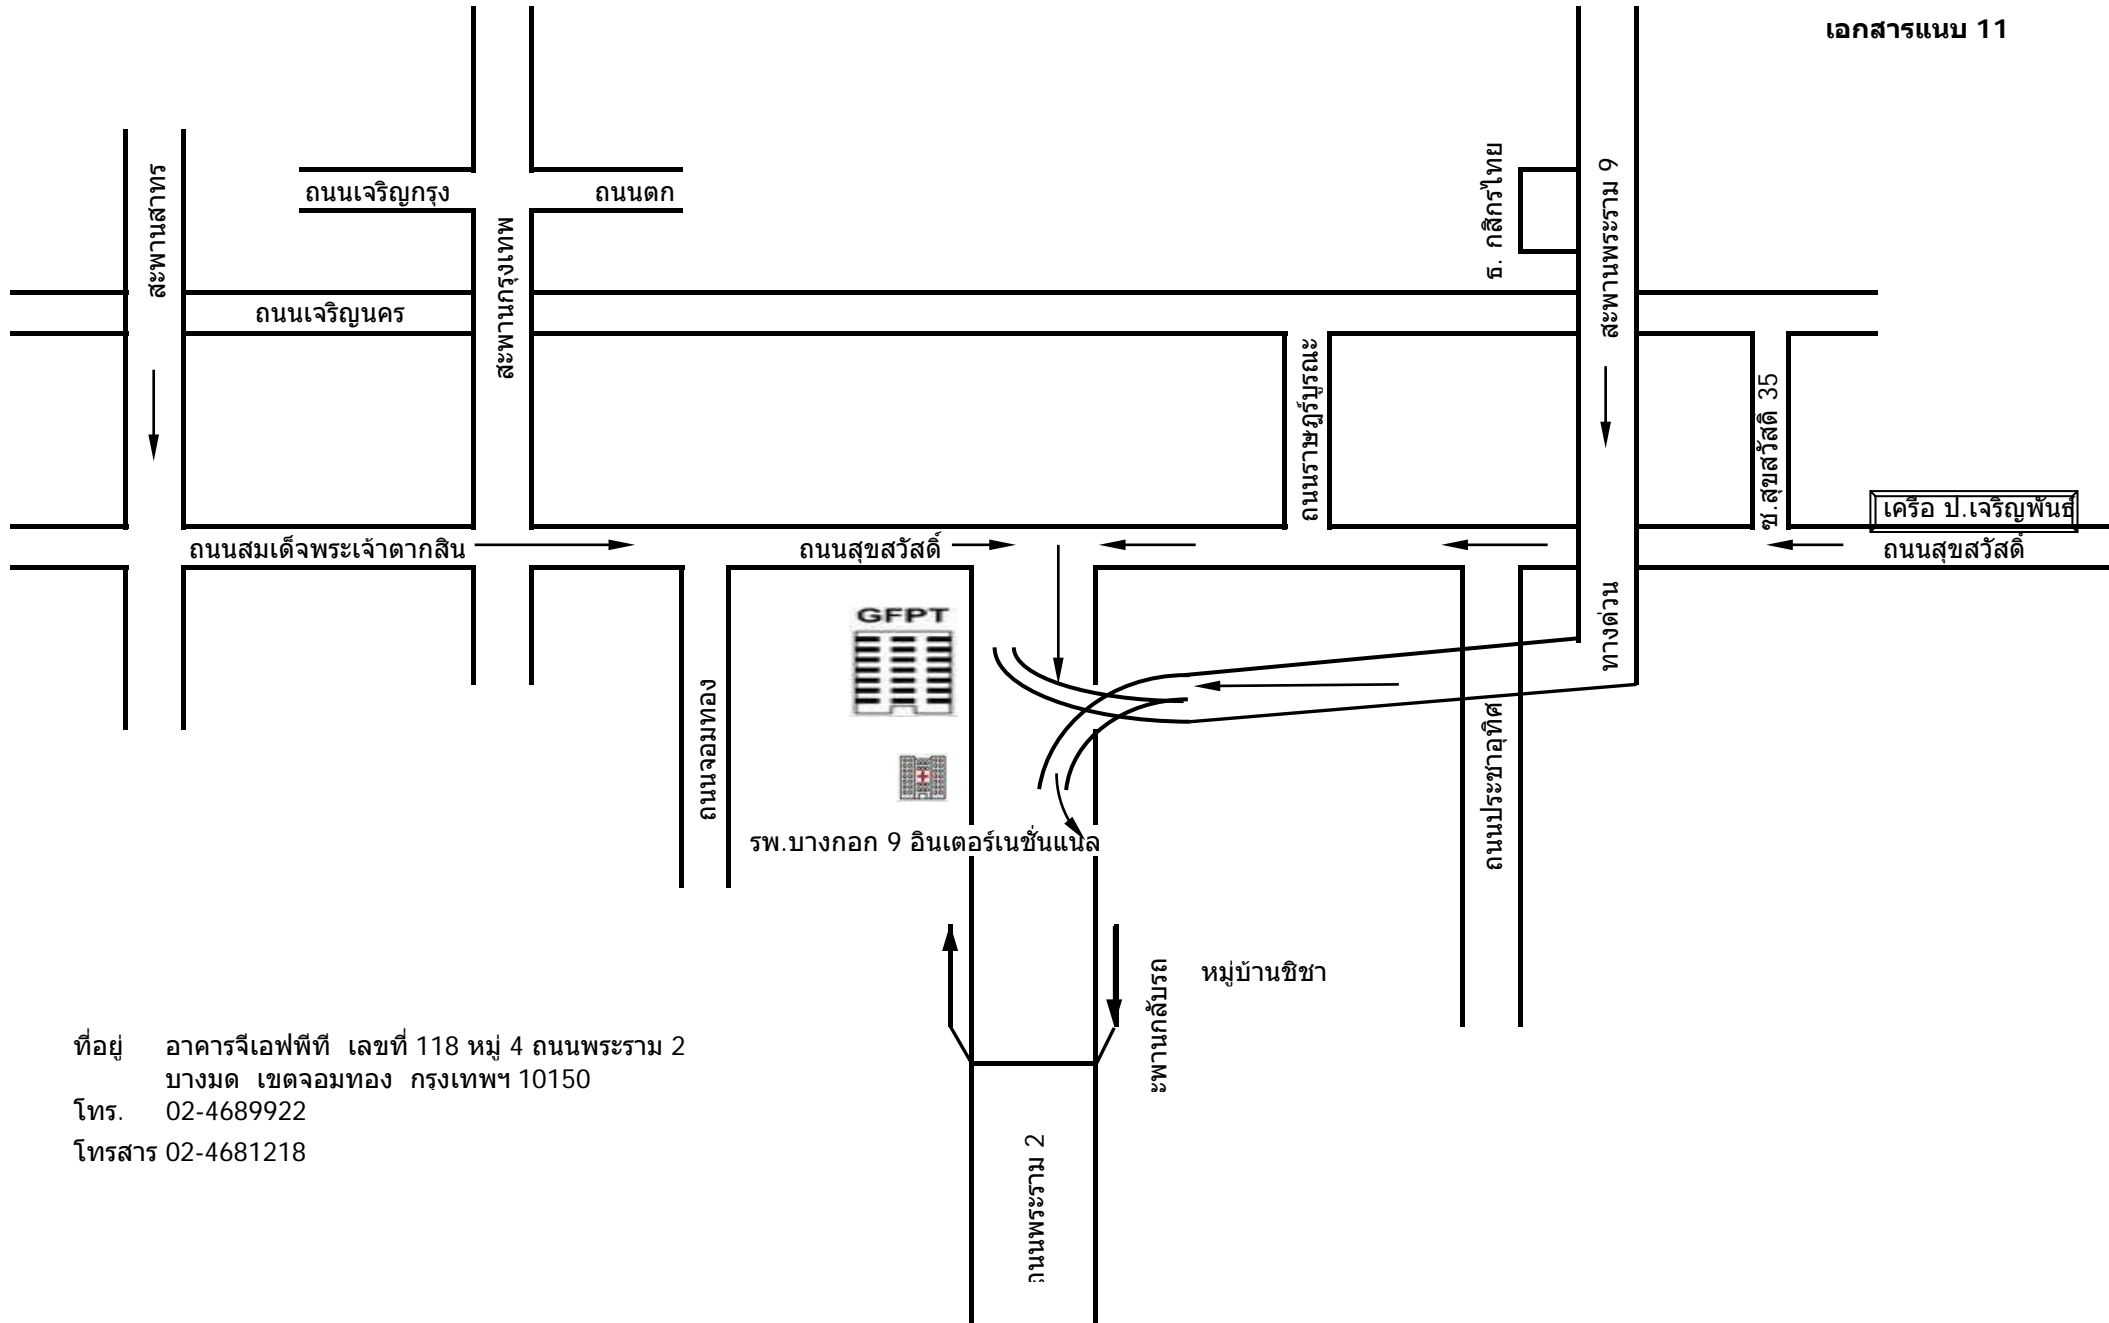 เอกสารแนบ 11
สะพานสาทร
ถนนเจริญกรุง
ถนนตก
สะพานกรุงเทพ
ธ. กสิกรไทย
สะพานพระราม 9
ถนนเจริญนคร
ถนนราษฎร์บูรณะ
ซ.สุขสวัสดิ 35
เครือ ป.เจริญพันธ์
ถนนสมเด็จพระเจ้าตากสิน
ถนนสุขสวัสดิ์
ถนนสุขสวัสดิ์
GFPT
ทางด่วน
ถนนจอมทอง
ถนนประชาอุทิศ
รพ.บางกอก 9 อินเตอร์เนชั่นแนล
หมู่บ้านชิชา
ะพานกลับรถ
ถนนพระราม 2
ที่อยู่ อาคารจีเอฟพีที เลขที่ 118 หมู่ 4 ถนนพระราม 2
บางมด เขตจอมทอง กรุงเทพฯ 10150
โทร. 02-4689922
โทรสาร 02-4681218